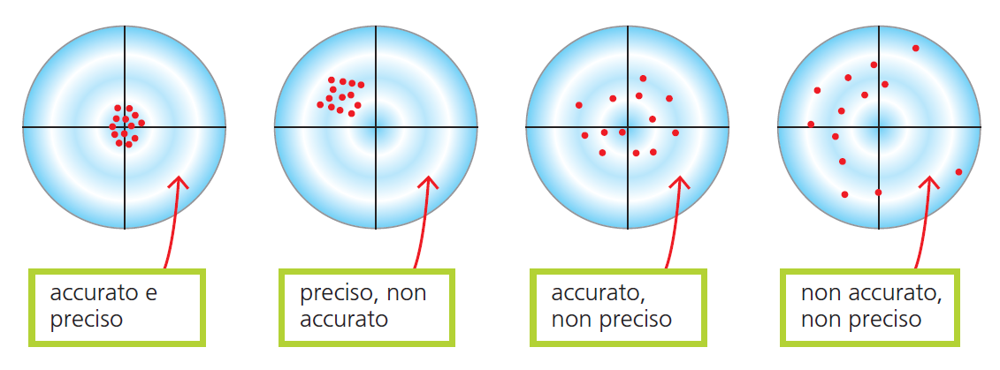 accurato e
preciso
preciso, non
accurato
accurato,
non preciso
non accurato,
non preciso